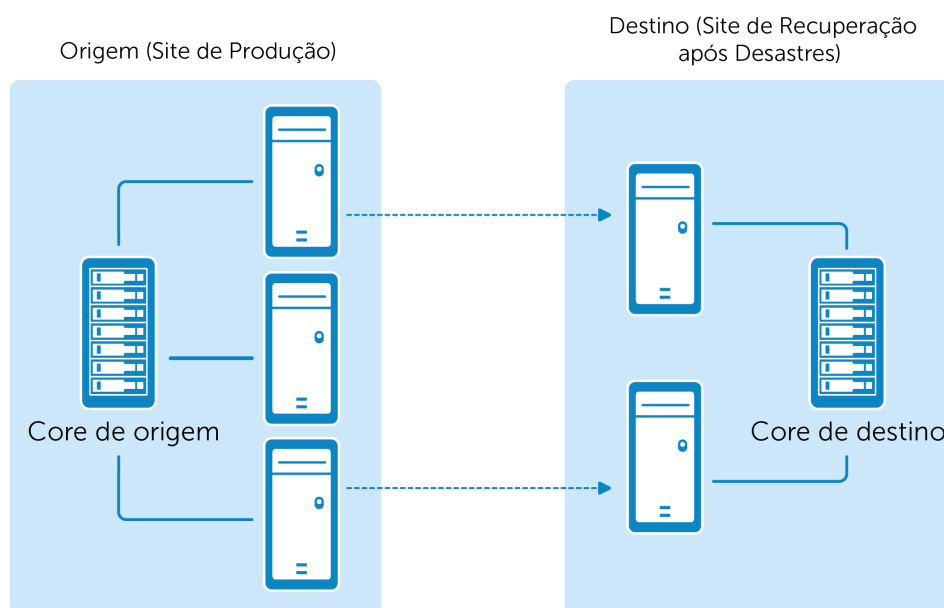 Origem (Site de Produção)
Destino (Site de Recuperação
após Desastres)
Core de origem
Core de destino